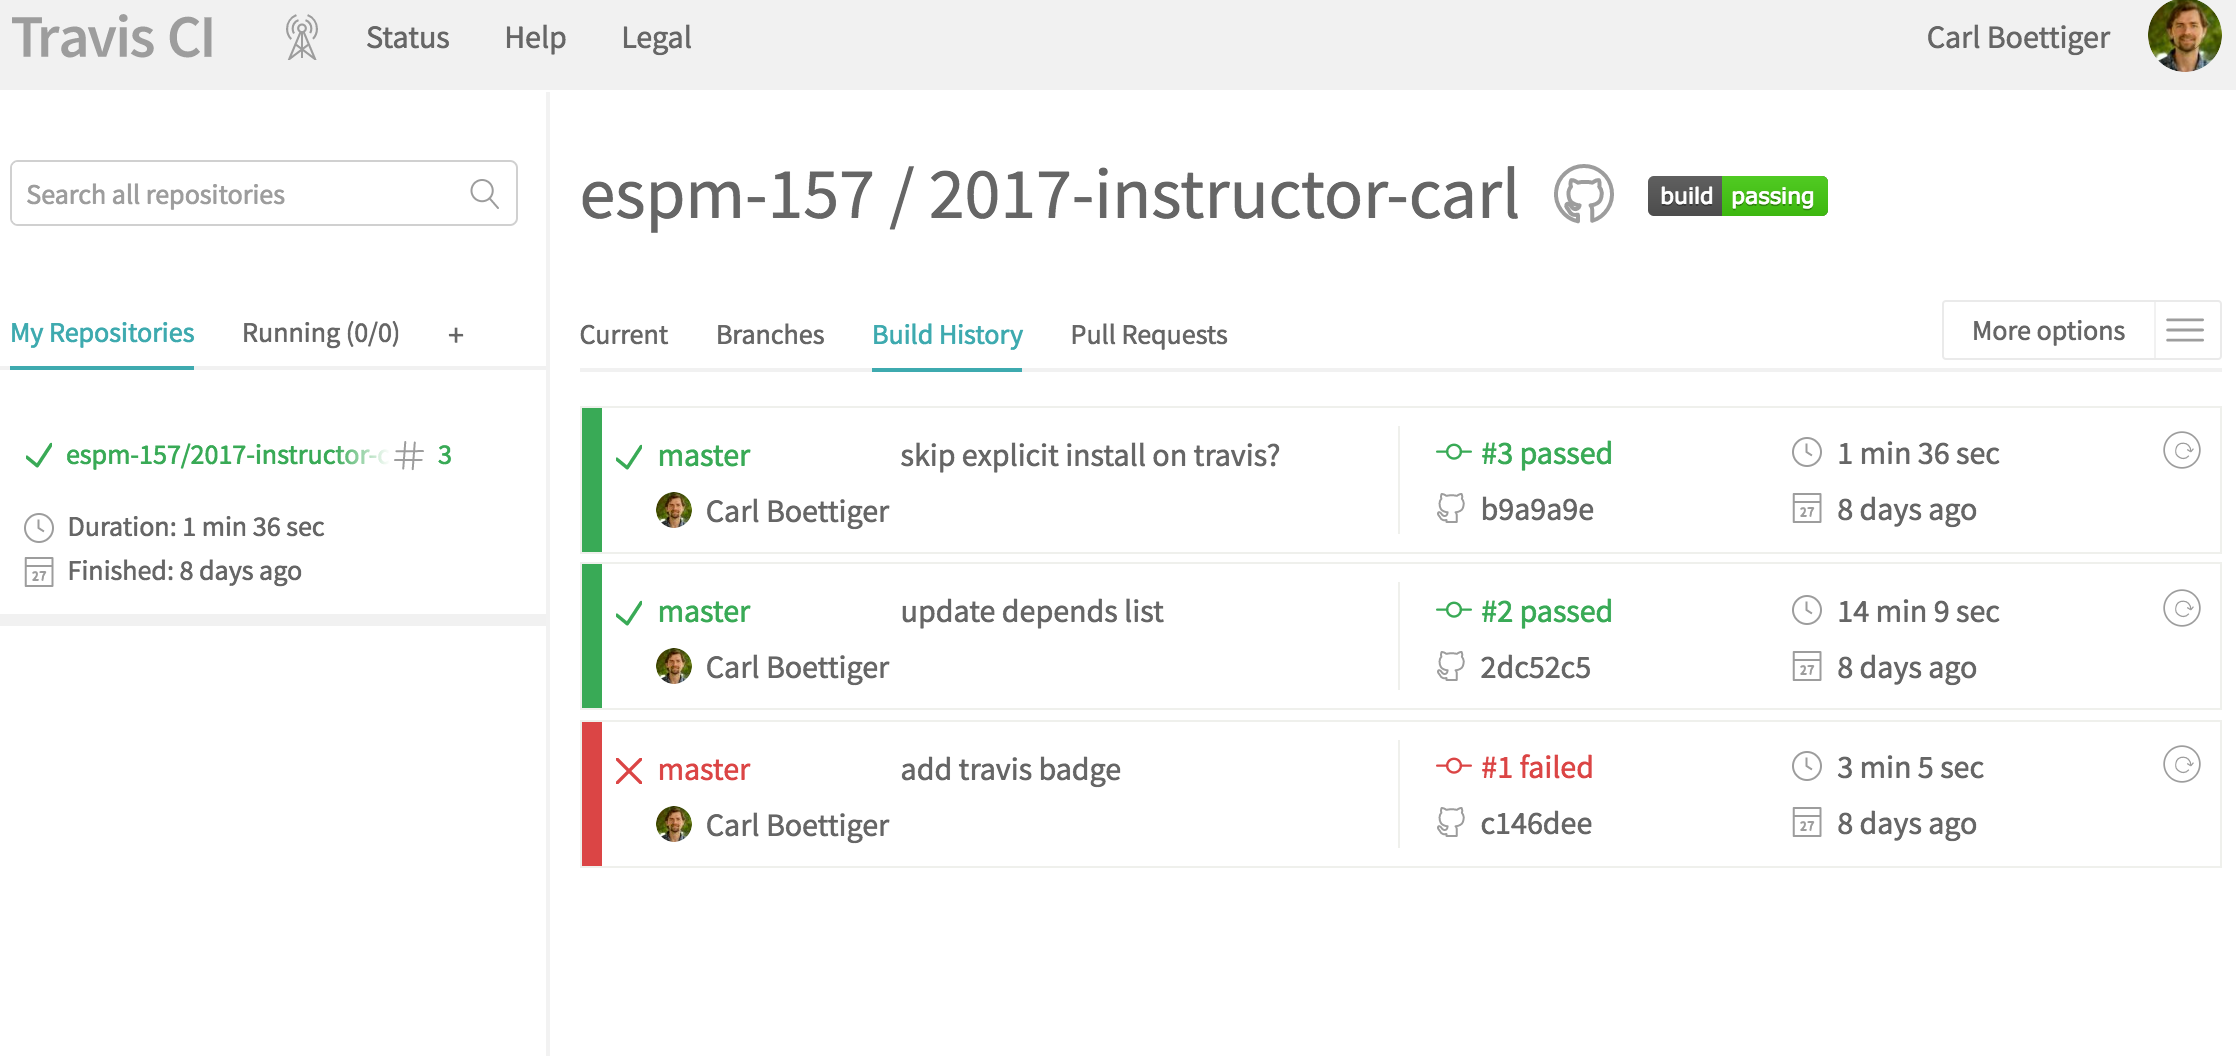 Travis CI Status Help Legal Carl Boettiger
Search all repositories
My Repositories Running (0/0) +
espm-157/2017-instructor-c # 3
Duration: 1 min 36 sec
27 Finished: 8 days ago
espm-157 / 2017-instructor-carl build passing
Current Branches Build History Pull Requests More options
master skip explicit install on travis? #3 passed 1 min 36 sec
Carl Boettiger b9a9a9e 27 8 days ago
master update depends list #2 passed 14 min 9 sec
Carl Boettiger 2dc52c5 27 8 days ago
master add travis badge #1 failed 3 min 5 sec
Carl Boettiger c146dee 27 8 days ago